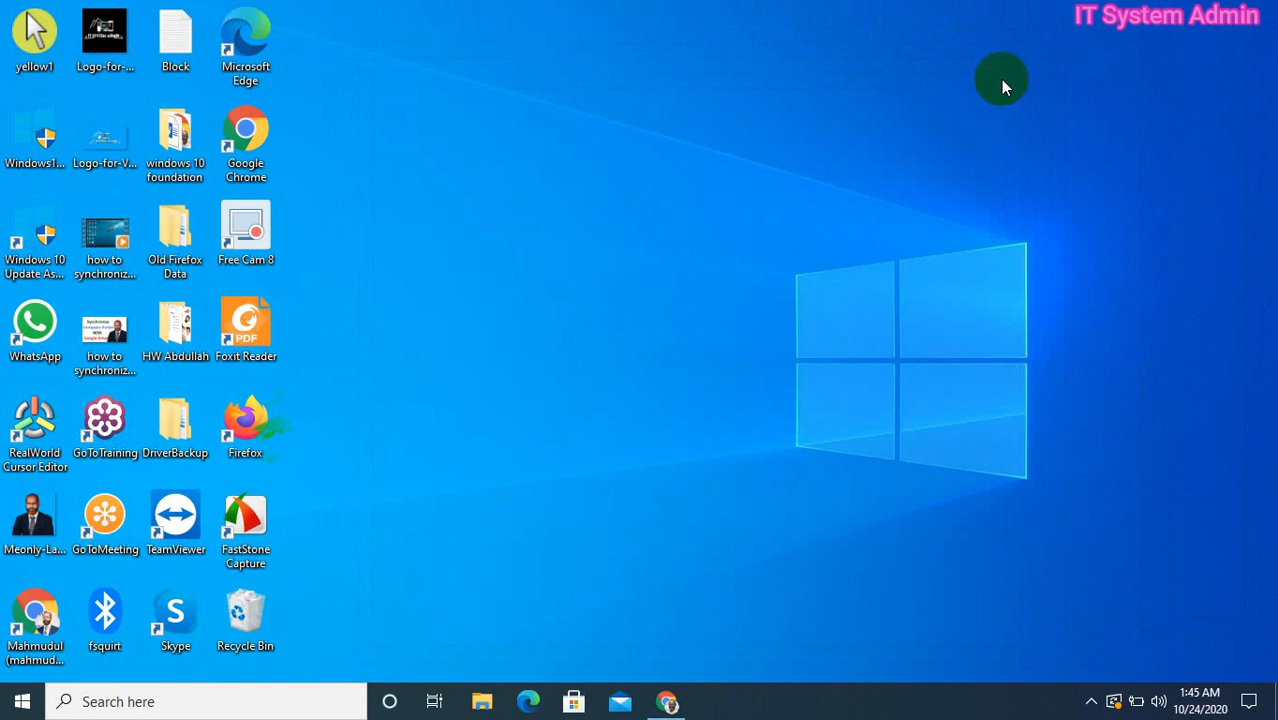 IT System Admin
yellow1
Logo-for-...
Block
Microsoft
Edge
Windows1...
Logo-for-V...
windows 10
foundation
Google
Chrome
Windows 10
Update As...
how to
synchroniz...
Old Firefox
Data
Free Cam 8
WhatsApp
how to
synchroniz...
HW Abdullah
PDF
Foxit Reader
RealWorld
Cursor Editor
GoToTraining
DriverBackup
Firefox
Meonly-La...
GoToMeeting
TeamViewer
FastStone
Capture
Mahmudul
(mahmud...
fsquirt
S
Skype
Recycle Bin
Search here
1:45 AM
10/24/2020